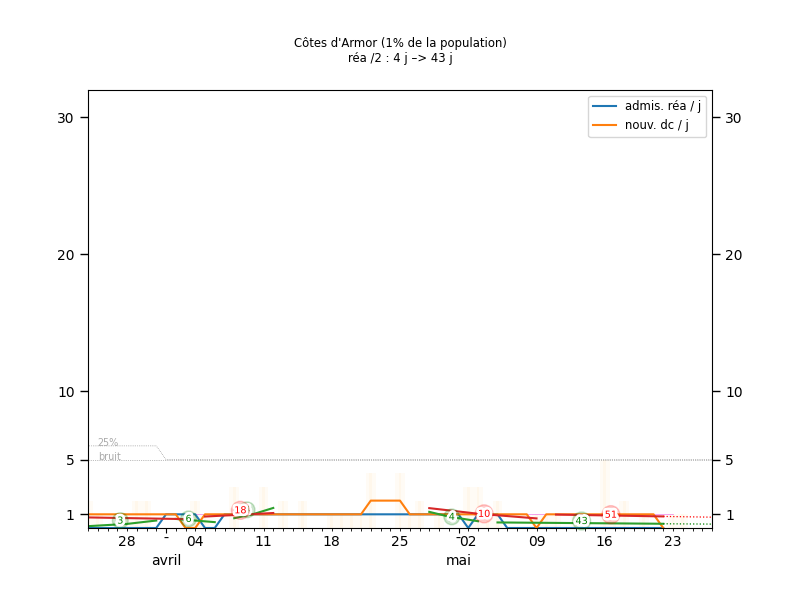 Côtes d'Armor (1% de la population)
réa /2 : 4 j –> 43 j
admis. réa / j
nouv. dc / j
30 30
20 20
10 10
25%
bruit
5 5
1 1
3 6 18 4 10 43 51
28 - 04 11 18 25 02 09 16 23
avril mai